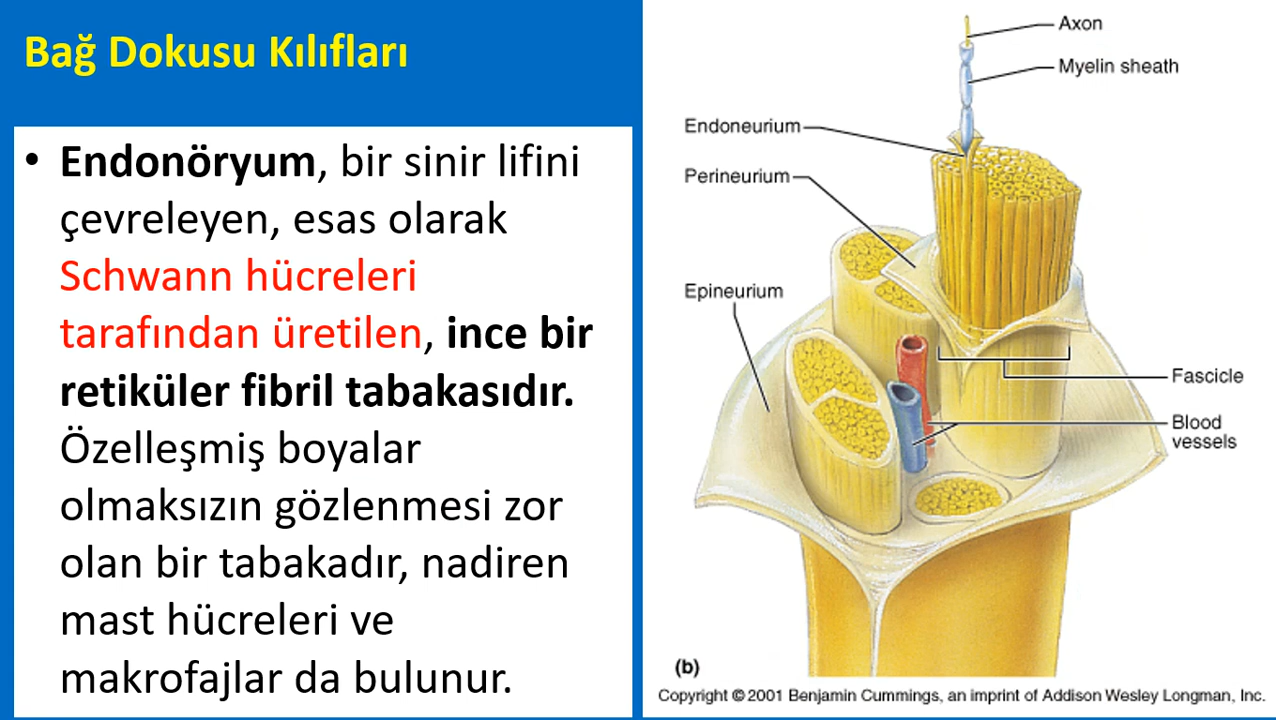 Bağ Dokusu Kılıfları
• Endonöryum, bir sinir lifini
çevreleyen, esas olarak
Schwann hücreleri
tarafından üretilen, ince bir
retiküler fibril tabakasıdır.
Özelleşmiş boyalar
olmaksızın gözlenmesi zor
olan bir tabakadır, nadiren
mast hücreleri ve
makrofajlar da bulunur.
Axon
Myelin sheath
Endoneurium
Perineurium
Epineurium
Fascicle
Blood
vessels
(b)
Copyright © 2001 Benjamin Cummings, an imprint of Addison Wesley Longman, Inc.